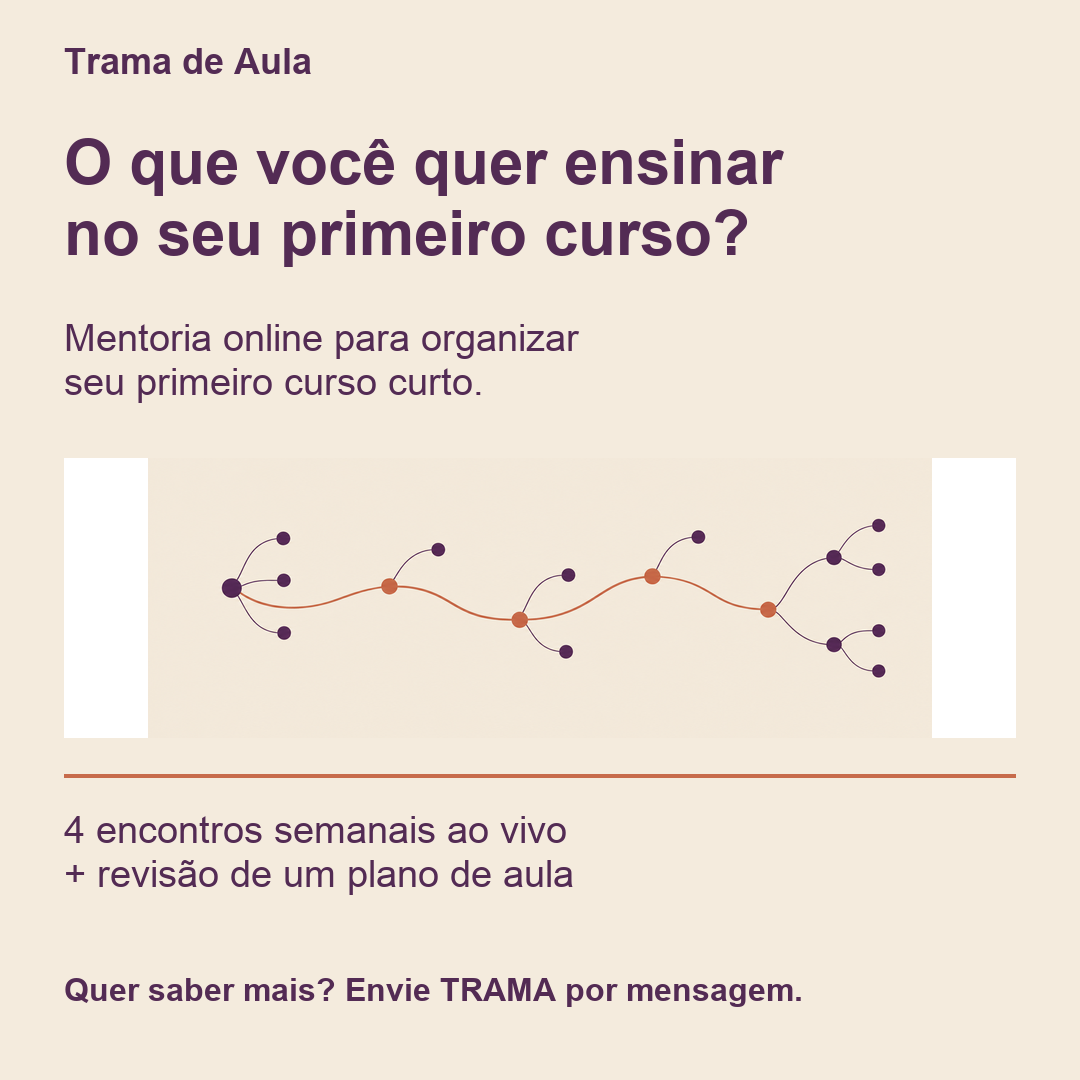 Trama de Aula
O que você quer ensinar
no seu primeiro curso?
Mentoria online para organizar
seu primeiro curso curto.
4 encontros semanais ao vivo
+ revisão de um plano de aula
Quer saber mais? Envie TRAMA por mensagem.